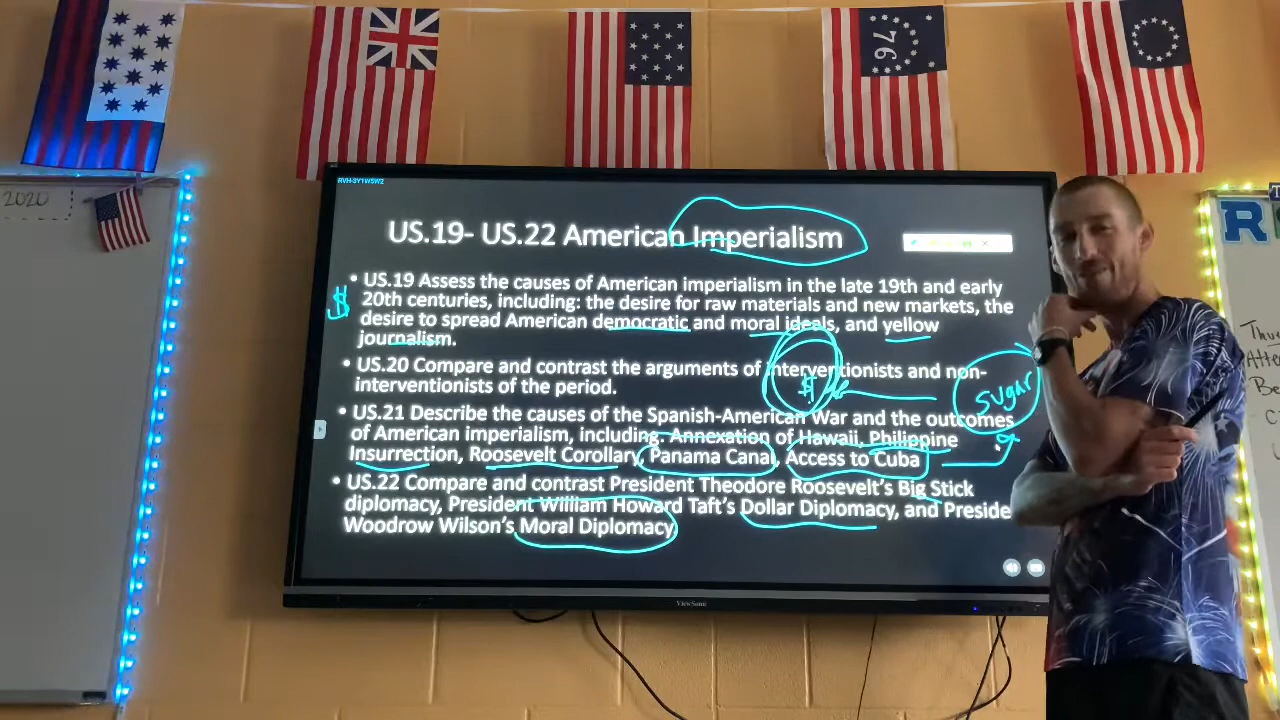 76
2020
RVH-3Y1W5W2
US.19- US.22 American Imperialism
• US.19 Assess the causes of American imperialism in the late 19th and early
$
20th centuries, including: the desire for raw materials and new markets, the
desire to spread American democratic and moral ideals, and yellow
journalism.
• US.20 Compare and contrast the arguments of interventionists and non-
interventionists of the period.
$
Sugar
• US.21 Describe the causes of the Spanish-American War and the outcomes
of American imperialism, including: Annexation of Hawaii, Philippine
Insurrection, Roosevelt Corollary, Panama Canal, Access to Cuba
• US.22 Compare and contrast President Theodore Roosevelt's Big Stick
diplomacy, President William Howard Taft's Dollar Diplomacy, and Preside
Woodrow Wilson's Moral Diplomacy
ViewSonic
R
Be
C